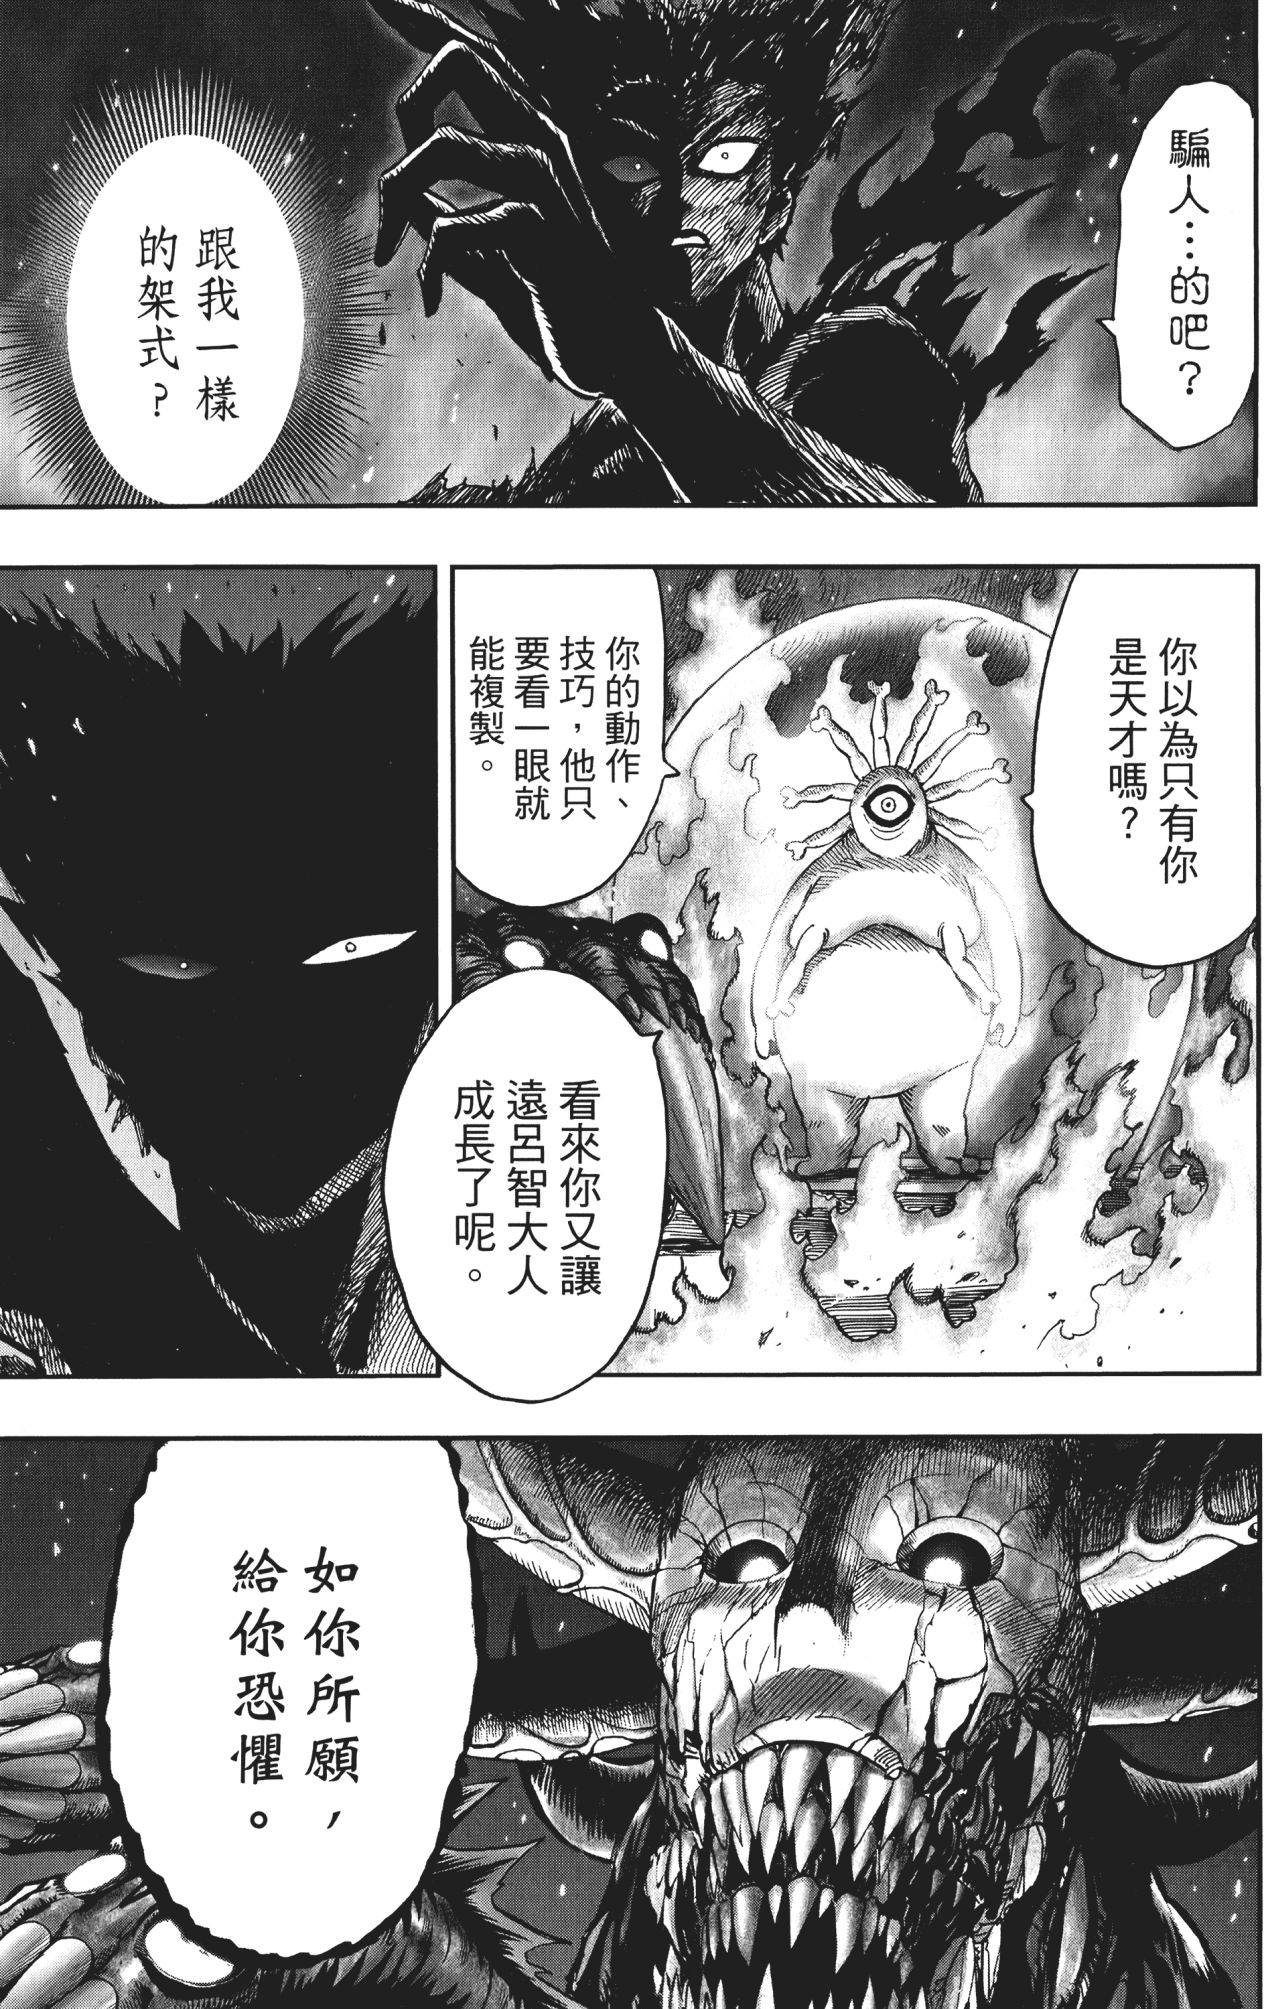 騙人…的吧？
跟我一樣
的架式？
你以為只有你
是天才嗎？
你的動作、
技巧，他只
要看一眼就
能複製。
看來你又讓
遠呂智大人
成長了呢。
如你所願，
給你恐懼。